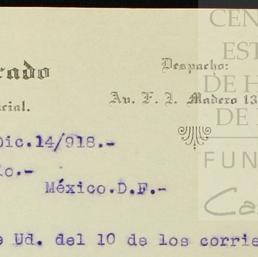 Despacho:
Av. F. I. Madero 13
cial.
Dic.14/918.-
México.D.F.-
Ud. del 10 de los corrie
CEN
EST
DE H
DE
FUN
Ca